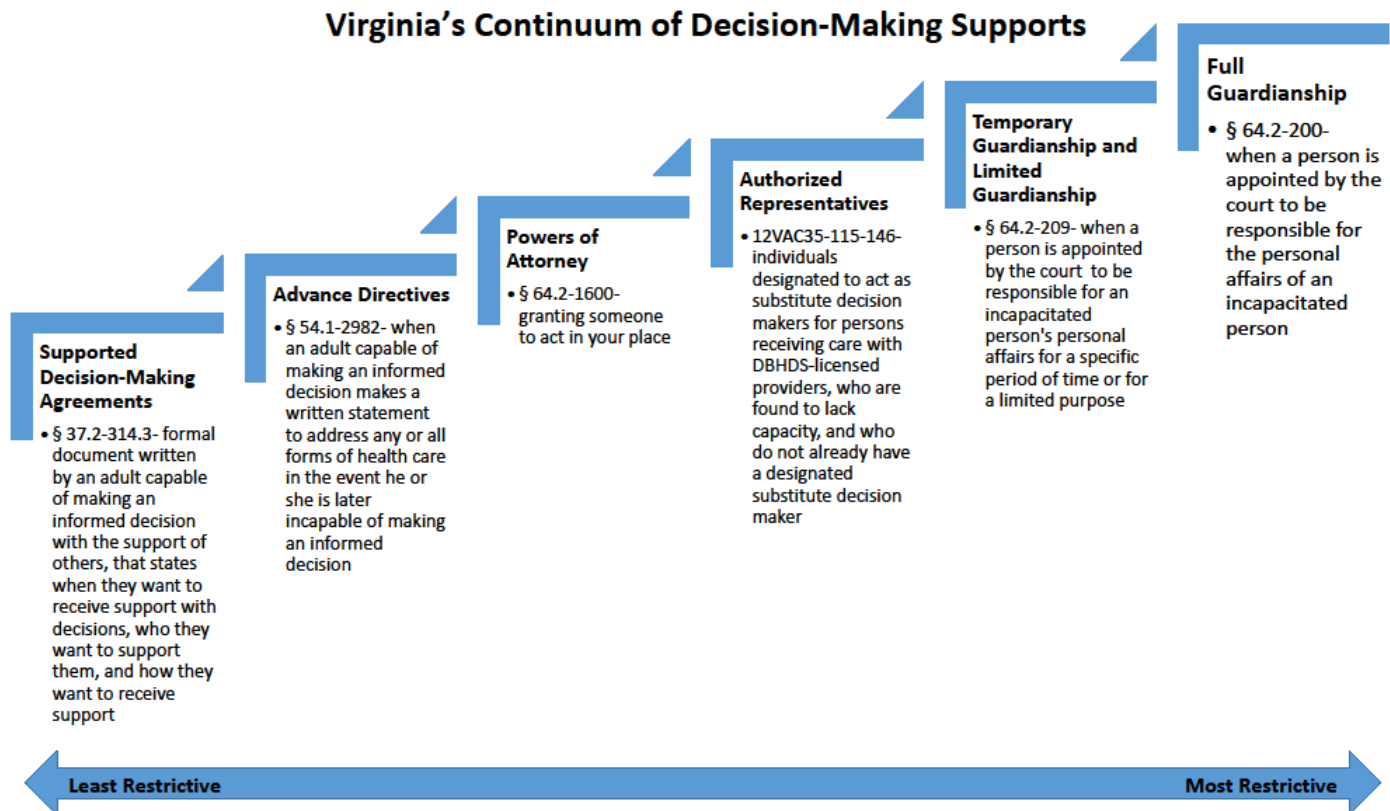 Virginia's Continuum of Decision-Making Supports
Supported
Decision-Making
Agreements
• § 37.2-314.3- formal
document written
by an adult capable
of making an
informed decision
with the support of
others, that states
when they want to
receive support with
decisions, who they
want to support
them, and how they
want to receive
support
Advance Directives
• § 54.1-2982- when
an adult capable of
making an informed
decision makes a
written statement
to address any or all
forms of health care
in the event he or
she is later
incapable of making
an informed
decision
Powers of
Attorney
• § 64.2-1600-
granting someone
to act in your place
Authorized
Representatives
• 12VAC35-115-146-
individuals
designated to act as
substitute decision
makers for persons
receiving care with
DBHDS-licensed
providers, who are
found to lack
capacity, and who
do not already have
a designated
substitute decision
maker
Temporary
Guardianship and
Limited
Guardianship
• § 64.2-209- when a
person is appointed
by the court to be
responsible for an
incapacitated
person's personal
affairs for a specific
period of time or for
a limited purpose
Full
Guardianship
• § 64.2-200-
when a person is
appointed by the
court to be
responsible for
the personal
affairs of an
incapacitated
person
Least Restrictive
Most Restrictive